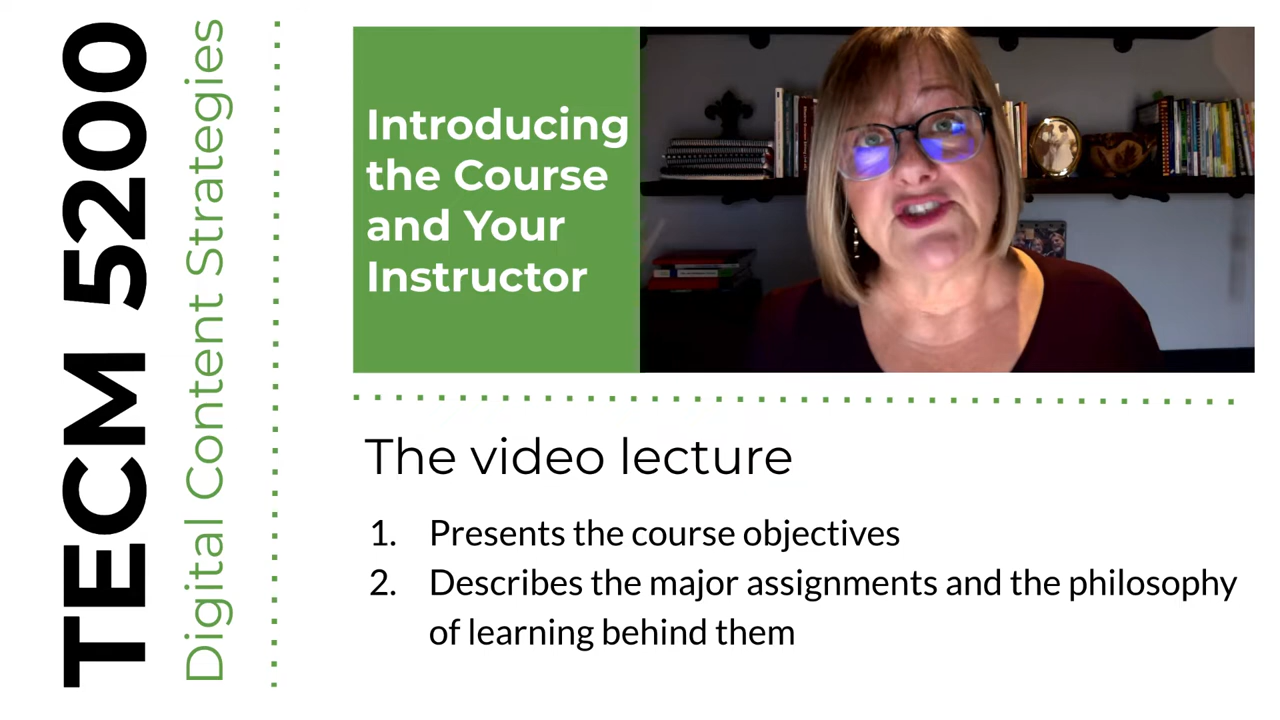 TECM 5200
Digital Content Strategies
Introducing
the Course
and Your
Instructor
The video lecture
1. Presents the course objectives
2. Describes the major assignments and the philosophy
of learning behind them